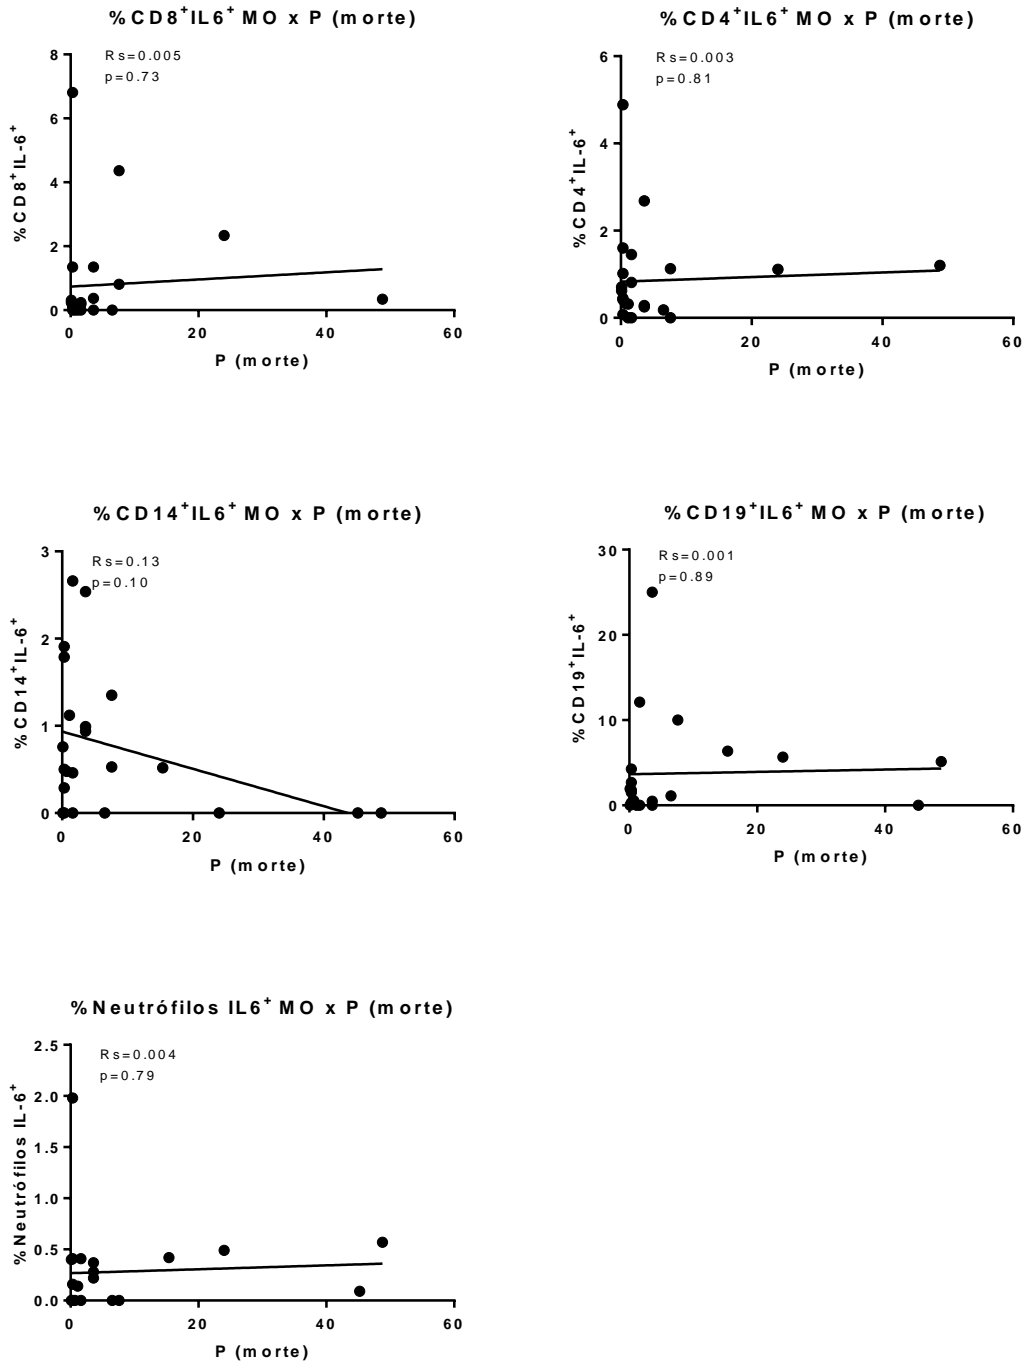 %CD8+IL6+ MO x P (morte)
Rs=0.005
p=0.73
8
6
4
2
0
%CD8+IL-6+
0 20 40 60
P (morte)
%CD4+IL6+ MO x P (morte)
Rs=0.003
p=0.81
6
4
2
0
%CD4+IL-6+
0 20 40 60
P (morte)
%CD14+IL6+ MO x P (morte)
Rs=0.13
p=0.10
3
2
1
0
%CD14+IL-6+
0 20 40 60
P (morte)
%CD19+IL6+ MO x P (morte)
Rs=0.001
p=0.89
30
20
10
0
%CD19+IL-6+
0 20 40 60
P (morte)
%Neutrófilos IL6+ MO x P (morte)
Rs=0.004
p=0.79
2.5
2.0
1.5
1.0
0.5
0.0
%Neutrófilos IL-6+
0 20 40 60
P (morte)